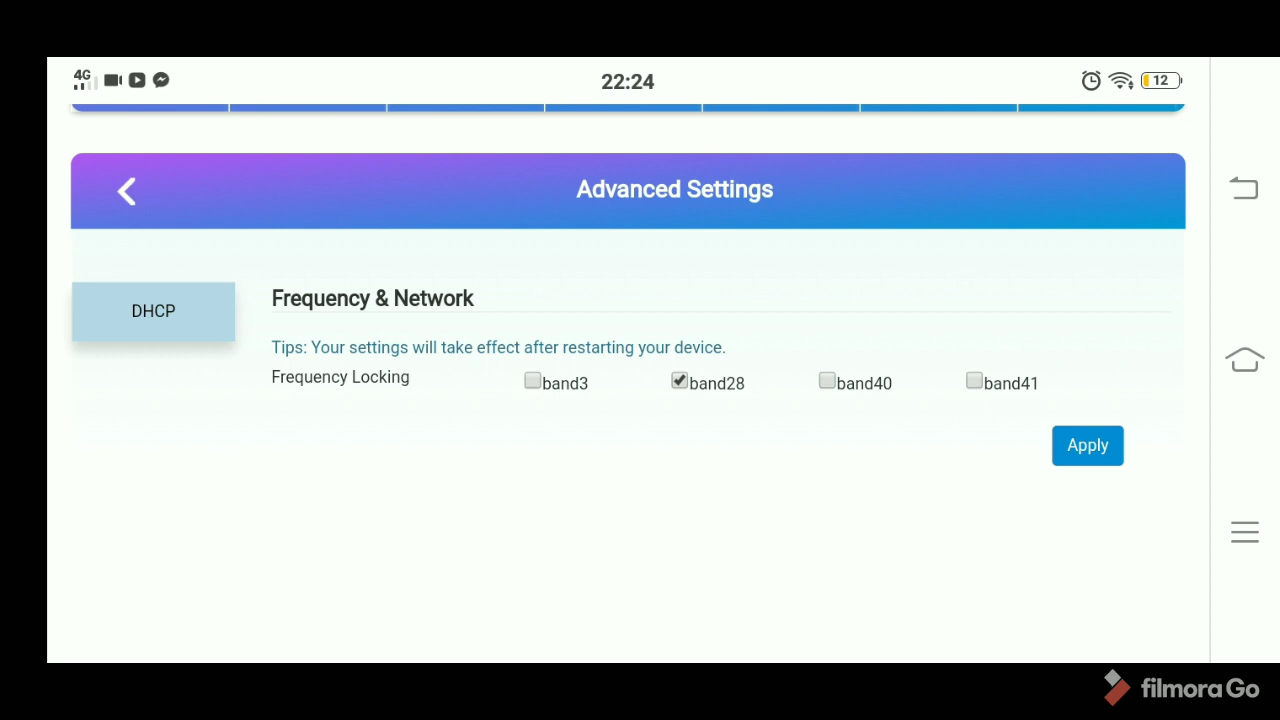 4G
22:24
12
Advanced Settings
DHCP
Frequency & Network
Tips: Your settings will take effect after restarting your device.
Frequency Locking band3 band28 band40 band41
Apply
filmora Go